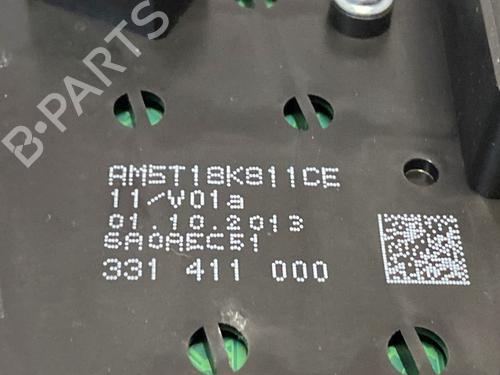 B-PARTS
AM5T18K811CE
11/V01a
01.10.2013
6A0AEC51
331 411 000